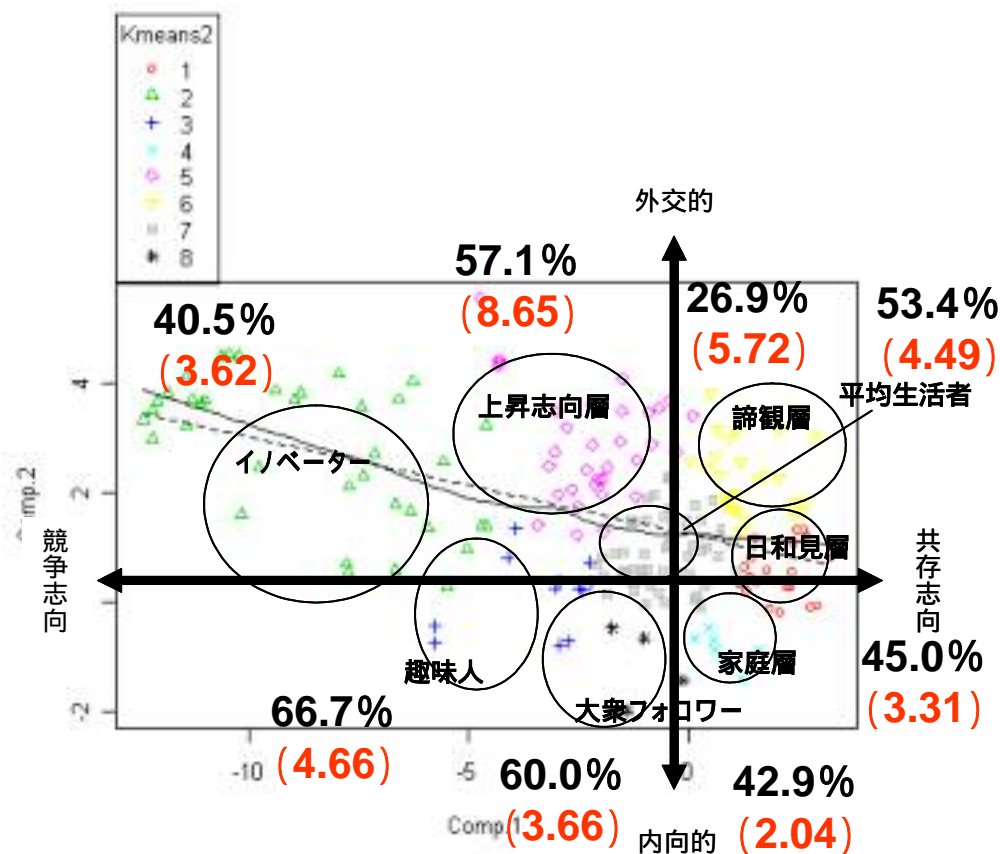 Kmeans2
1
2
3
4
5
6
7
8
外交的
57.1%
(8.65)
26.9%
(5.72)
53.4%
(4.49)
40.5%
(3.62)
平均生活者
4
上昇志向層
諦観層
イノベーター
2
競争志向
日和見層
共存志向
趣味人
家庭層
大衆フォロワー
45.0%
(3.31)
-2
66.7%
(4.66)
-10
-5
60.0%
(3.66)
42.9%
(2.04)
Comp.1
内向的